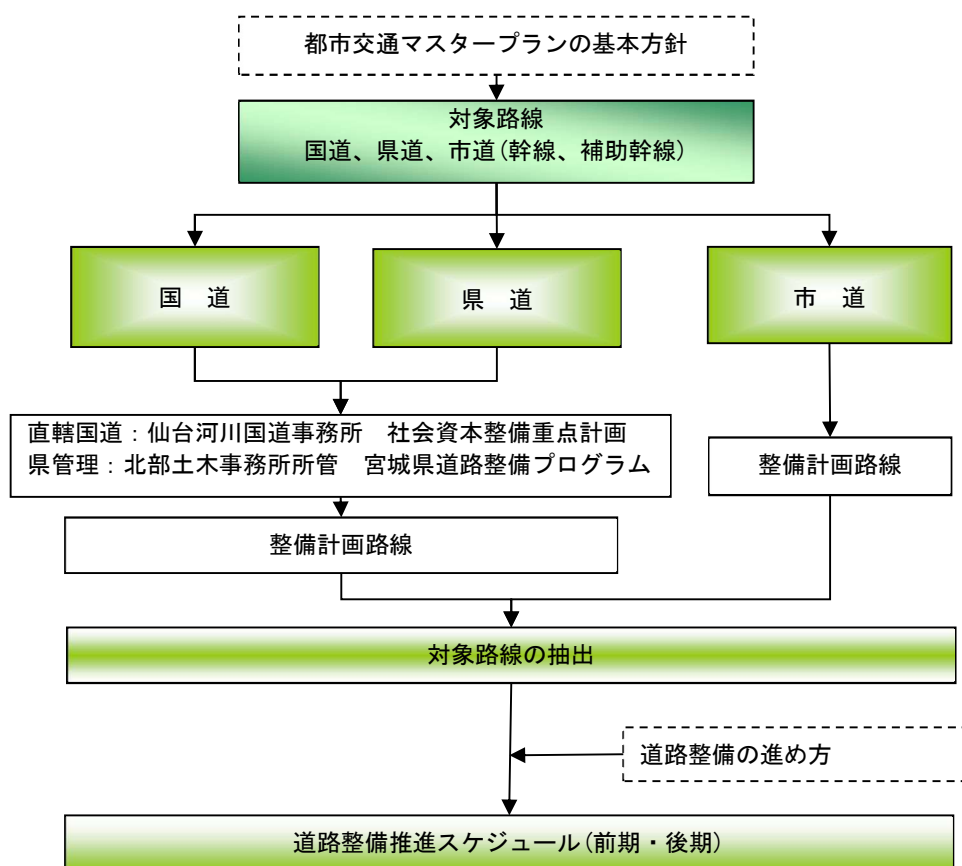 都市交通マスタープランの基本方針
対象路線
国道、県道、市道(幹線、補助幹線)
国　道
県　道
市　道
直轄国道：仙台河川国道事務所　社会資本整備重点計画
県管理：北部土木事務所所管　宮城県道路整備プログラム
整備計画路線
整備計画路線
対象路線の抽出
道路整備の進め方
道路整備推進スケジュール(前期・後期)